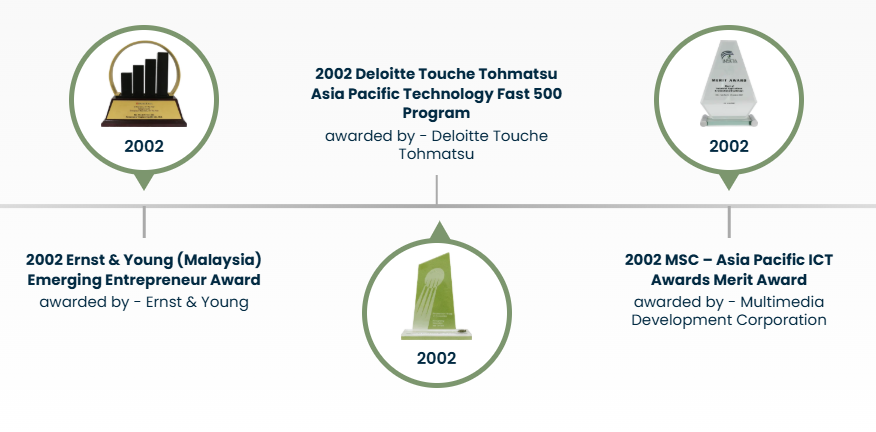 2002
2002 Ernst & Young (Malaysia)
Emerging Entrepreneur Award
awarded by - Ernst & Young
2002 Deloitte Touche Tohmatsu
Asia Pacific Technology Fast 500
Program
awarded by - Deloitte Touche
Tohmatsu
2002
MERIT AWARD
2002
2002 MSC – Asia Pacific ICT
Awards Merit Award
awarded by - Multimedia
Development Corporation